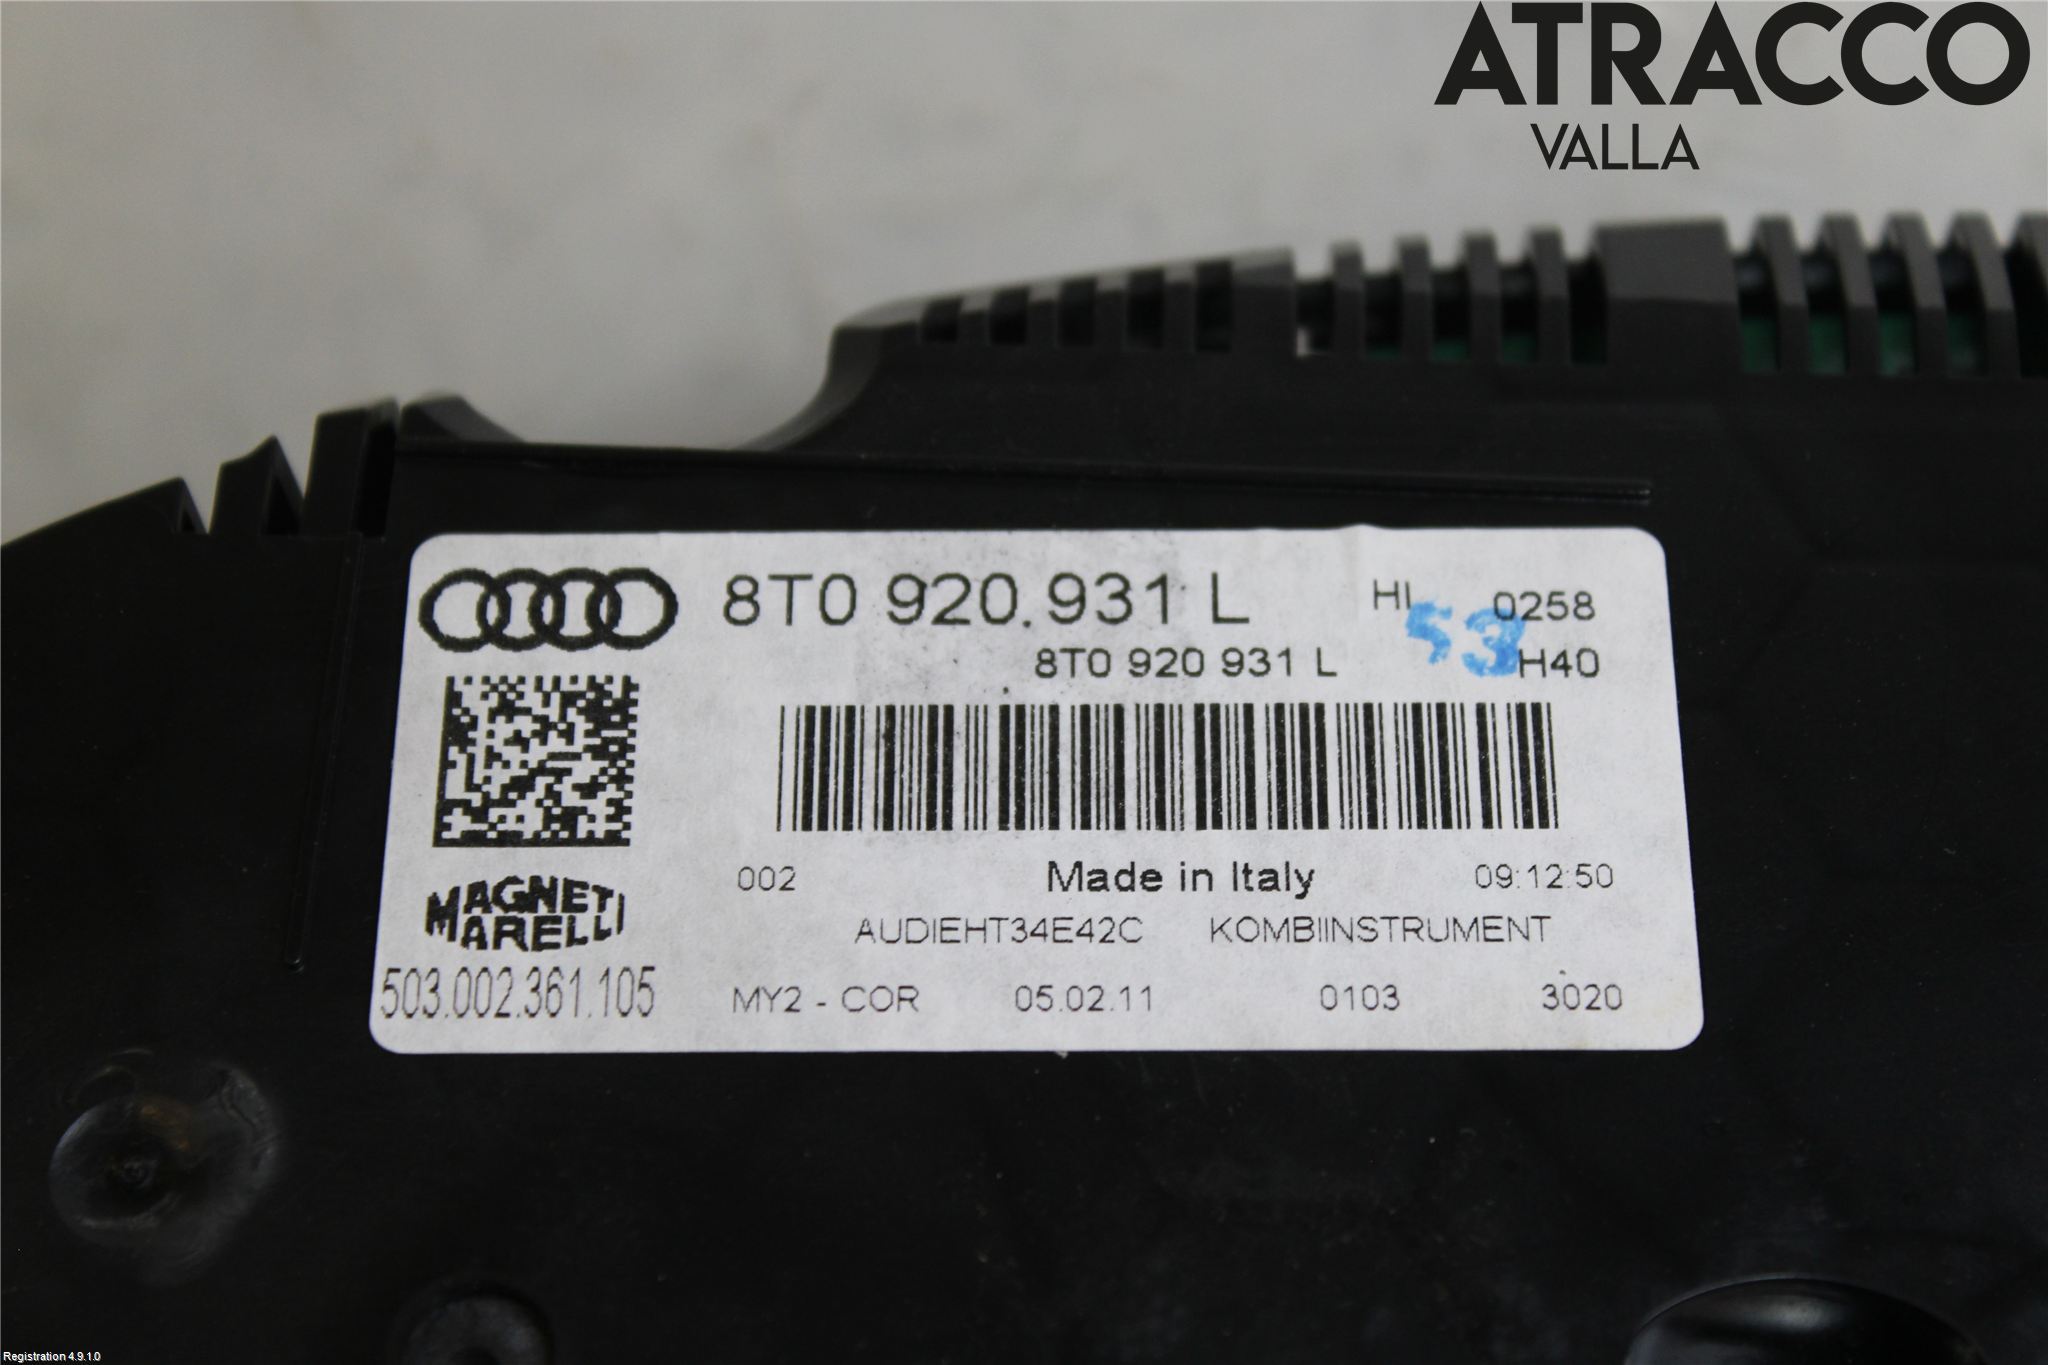 ATRACCO
VALLA
8T0 920.931 L HI 0258
53
8T0 920 931 L H40
002 Made in Italy 09:12:50
MAGNETI
MARELLI
AUDIEHT34E42C KOMBIINSTRUMENT
503.002.361.105 MY2 - COR 05.02.11 0103 3020
Registration 4.9.1.0